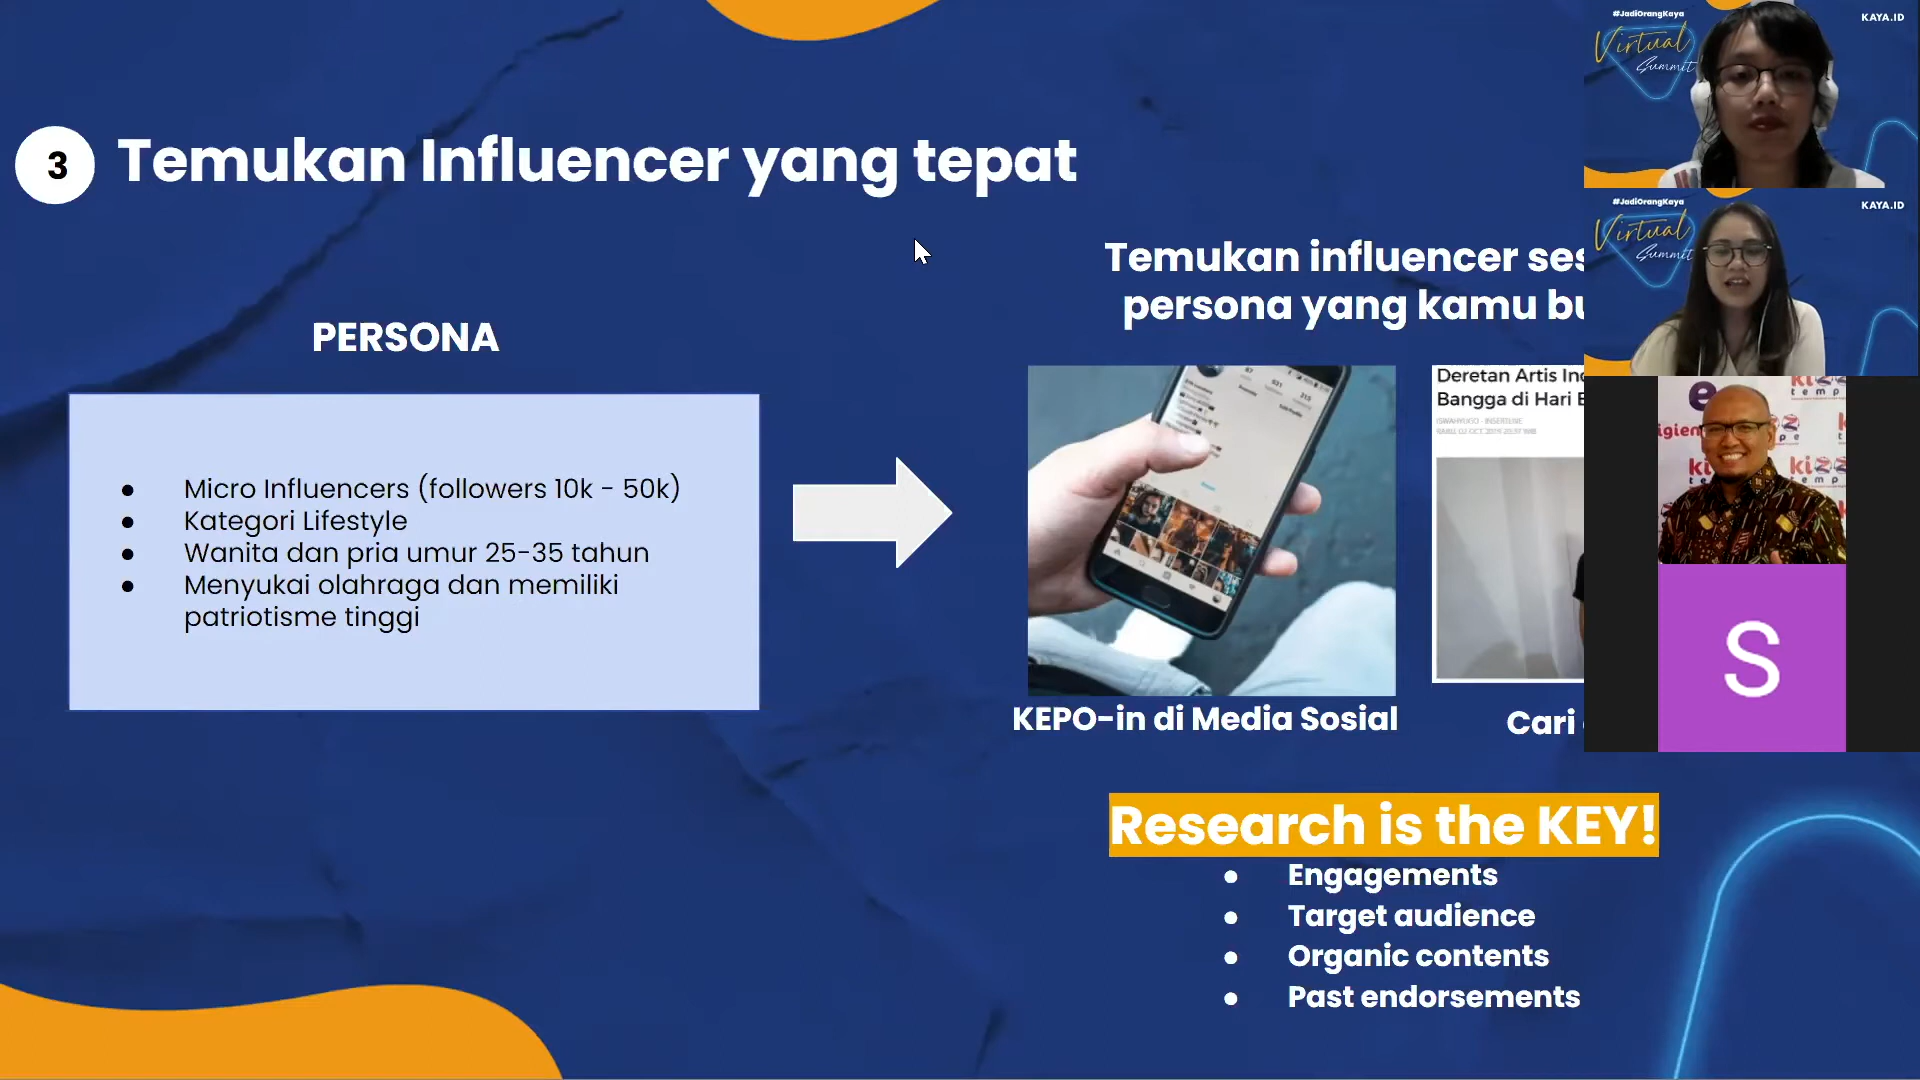 3
Temukan Influencer yang tepat
PERSONA
Micro Influencers (followers 10k - 50k)
Kategori Lifestyle
Wanita dan pria umur 25-35 tahun
Menyukai olahraga dan memiliki
patriotisme tinggi
Temukan influencer
persona yang kamu
Deretan Artis
Bangga di Hari
KEPO-in di Media Sosial
Cari
Research is the KEY!
Engagements
Target audience
Organic contents
Past endorsements
#JadiOrangKaya
Virtual
Summit
KAYA.ID
#JadiOrangKaya
Virtual
Summit
KAYA.ID
S